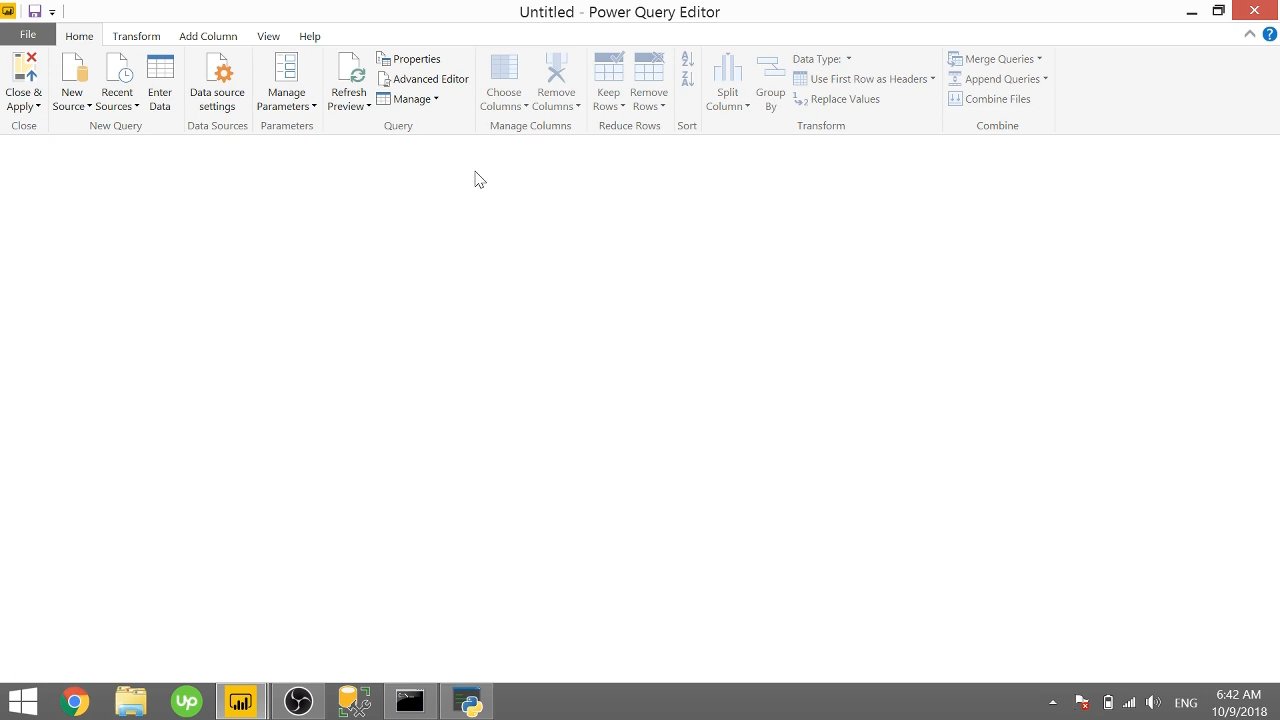 Untitled - Power Query Editor
File Home Transform Add Column View Help
Close & Apply
New Source
Recent Sources
Enter Data
Data source settings
Manage Parameters
Refresh Preview
Properties
Advanced Editor
Manage
Choose Columns
Remove Columns
Keep Rows
Remove Rows
Split Column
Group By
Data Type:
Use First Row as Headers
Replace Values
Merge Queries
Append Queries
Combine Files
Close New Query Data Sources Parameters Query Manage Columns Reduce Rows Sort Transform Combine
Up
ENG
6:42 AM
10/9/2018